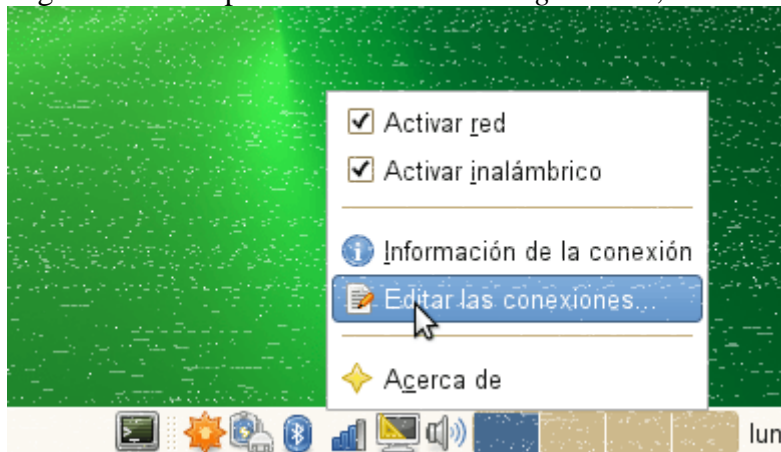 Activar red
Activar inalámbrico
Información de la conexión
Editar las conexiones...
Acerca de
lun